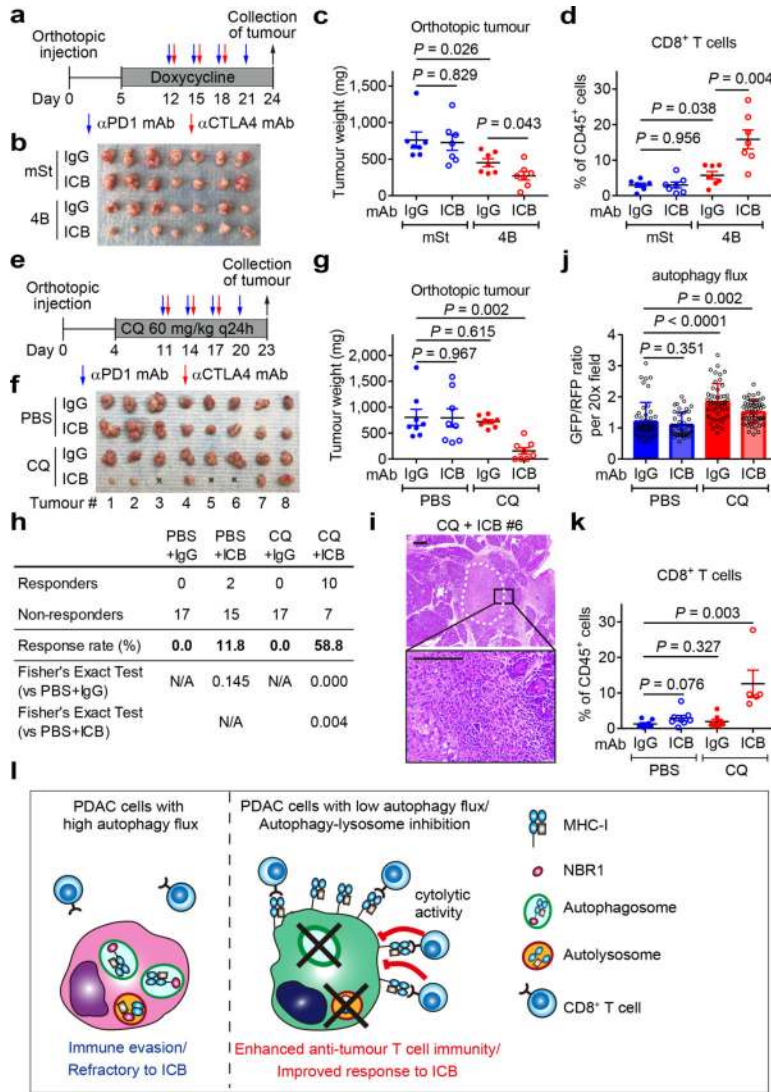 a
Orthotopic injection
Collection of tumour
Doxycycline
Day 0 5 12 15 18 21 24
αPD1 mAb αCTLA4 mAb
b
mSt IgG
ICB
4B IgG
ICB
c
Orthotopic tumour
P = 0.026
P = 0.829
P = 0.043
Tumour weight (mg)
1,500
1,000
500
0
mAb IgG ICB IgG ICB
mSt 4B
d
CD8+ T cells
P = 0.004
P = 0.038
P = 0.956
% of CD45+ cells
30
20
10
0
mAb IgG ICB IgG ICB
mSt 4B
e
Orthotopic injection
Collection of tumour
CQ 60 mg/kg q24h
Day 0 4 11 14 17 20 23
αPD1 mAb αCTLA4 mAb
f
PBS IgG
ICB
CQ IgG
ICB
x x x
Tumour # 1 2 3 4 5 6 7 8
g
Orthotopic tumour
P = 0.002
P = 0.615
P = 0.967
Tumour weight (mg)
2,000
1,500
1,000
500
0
mAb IgG ICB IgG ICB
PBS CQ
j
autophagy flux
P = 0.002
P < 0.0001
P = 0.351
GFP/RFP ratio
per 20x field
5
4
3
2
1
0
mAb IgG ICB IgG ICB
PBS CQ
h
PBS +IgG PBS +ICB CQ +IgG CQ +ICB
Responders 0 2 0 10
Non-responders 17 15 17 7
Response rate (%) 0.0 11.8 0.0 58.8
Fisher's Exact Test
(vs PBS+IgG) N/A 0.145 N/A 0.000
Fisher's Exact Test
(vs PBS+ICB) N/A 0.004
i
CQ + ICB #6
k
CD8+ T cells
P = 0.003
P = 0.327
P = 0.076
% of CD45+ cells
40
30
20
10
0
mAb IgG ICB IgG ICB
PBS CQ
l
PDAC cells with
high autophagy flux
PDAC cells with low autophagy flux/
Autophagy-lysosome inhibition
cytolytic
activity
Immune evasion/
Refractory to ICB
Enhanced anti-tumour T cell immunity/
Improved response to ICB
MHC-I
NBR1
Autophagosome
Autolysosome
CD8+ T cell